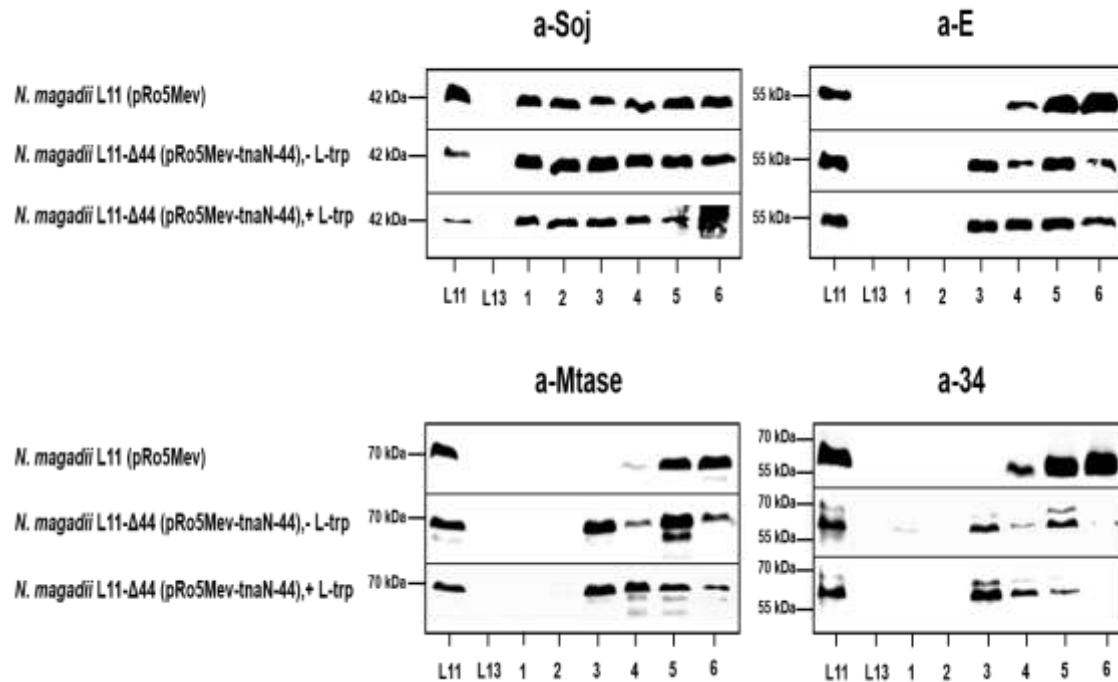 a-Soj a-E
N. magadii L11 (pRo5Mev) 42 kDa 55 kDa
N. magadii L11-Δ44 (pRo5Mev-tnaN-44),- L-trp 42 kDa 55 kDa
N. magadii L11-Δ44 (pRo5Mev-tnaN-44),+ L-trp 42 kDa 55 kDa
L11 L13 1 2 3 4 5 6 L11 L13 1 2 3 4 5 6
a-Mtase a-34
N. magadii L11 (pRo5Mev) 70 kDa 70 kDa
55 kDa
N. magadii L11-Δ44 (pRo5Mev-tnaN-44),- L-trp 70 kDa 70 kDa
55 kDa
N. magadii L11-Δ44 (pRo5Mev-tnaN-44),+ L-trp 70 kDa 70 kDa
55 kDa
L11 L13 1 2 3 4 5 6 L11 L13 1 2 3 4 5 6